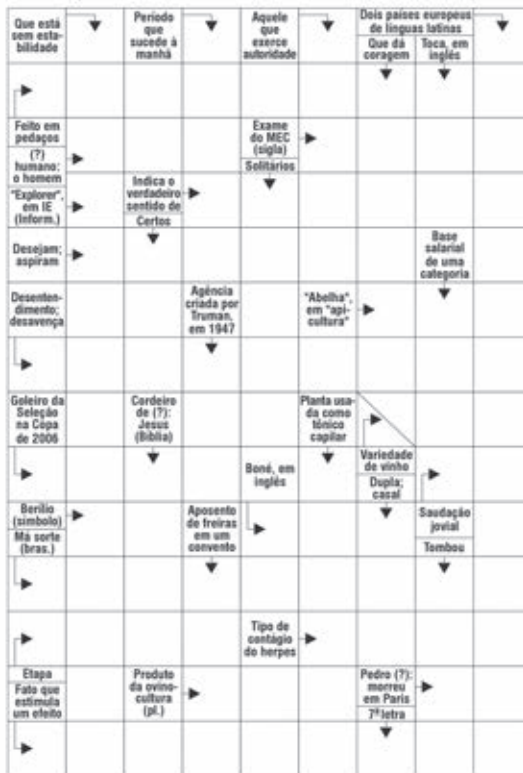 Que está
sem esta-
bilidade
Período
que
sucede à
manhã
Aquele
que
exerce
autoridade
Dois países europeus
de línguas latinas
Que dá
coragem
Toca, em
inglês
Feito em
pedaços
(?)
humano:
o homem
Exame
do MEC
(sigla)
Solitários
"Explorer",
em IE
(Inform.)
Indica o
verdadeiro
sentido de
Certos
Desejam;
aspiram
Base
salarial
de uma
categoria
Desenten-
dimento;
desavença
Agência
criada por
Truman,
em 1947
"Abelha",
em "api-
cultura"
Goleiro da
Seleção
na Copa
de 2006
Cordeiro
de (?):
Jesus
(Bíblia)
Planta usa-
da como
tônico
capilar
Boné, em
inglês
Variedade
de vinho
Dupla;
casal
Berílio
(símbolo)
Má sorte
(bras.)
Aposento
de freiras
em um
convento
Saudação
jovial
Tombou
Tipo de
contágio
do herpes
Etapa
Fato que
estimula
um efeito
Produto
da ovino-
cultura
(pl.)
Pedro (?):
morreu
em Paris
7ª letra